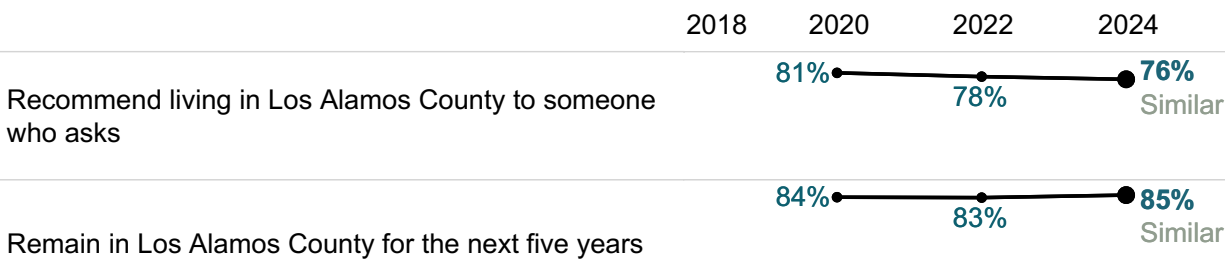 2018 2020 2022 2024
81% 76%
78%
Similar
Recommend living in Los Alamos County to someone
who asks
84% 85%
83%
Similar
Remain in Los Alamos County for the next five years